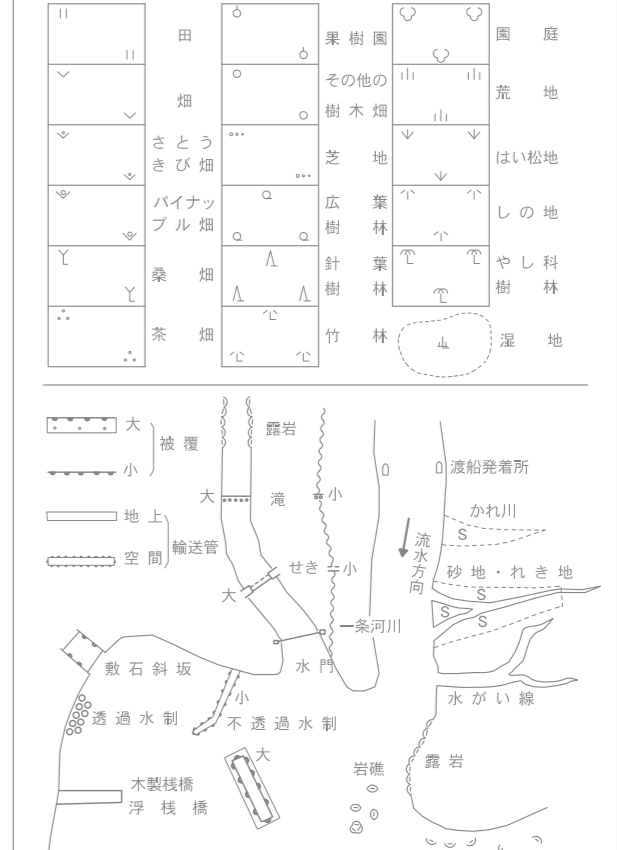 田
果樹園
園庭
畑
その他の
樹木畑
荒地
さとう
きび畑
芝地
はい松地
パイナッ
プル畑
広葉
樹林
しの地
桑畑
針葉
樹林
やし科
樹林
茶畑
竹林
湿地
大
小
被覆
露岩
大
滝
小
渡船発着所
かれ川
S
地上
空間
輸送管
せき
小
大
流水方向
砂地・れき地
S
S
S
一条河川
水門
敷石斜坂
透過水制
小
不透過水制
水がい線
大
木製桟橋
浮桟橋
岩礁
露岩